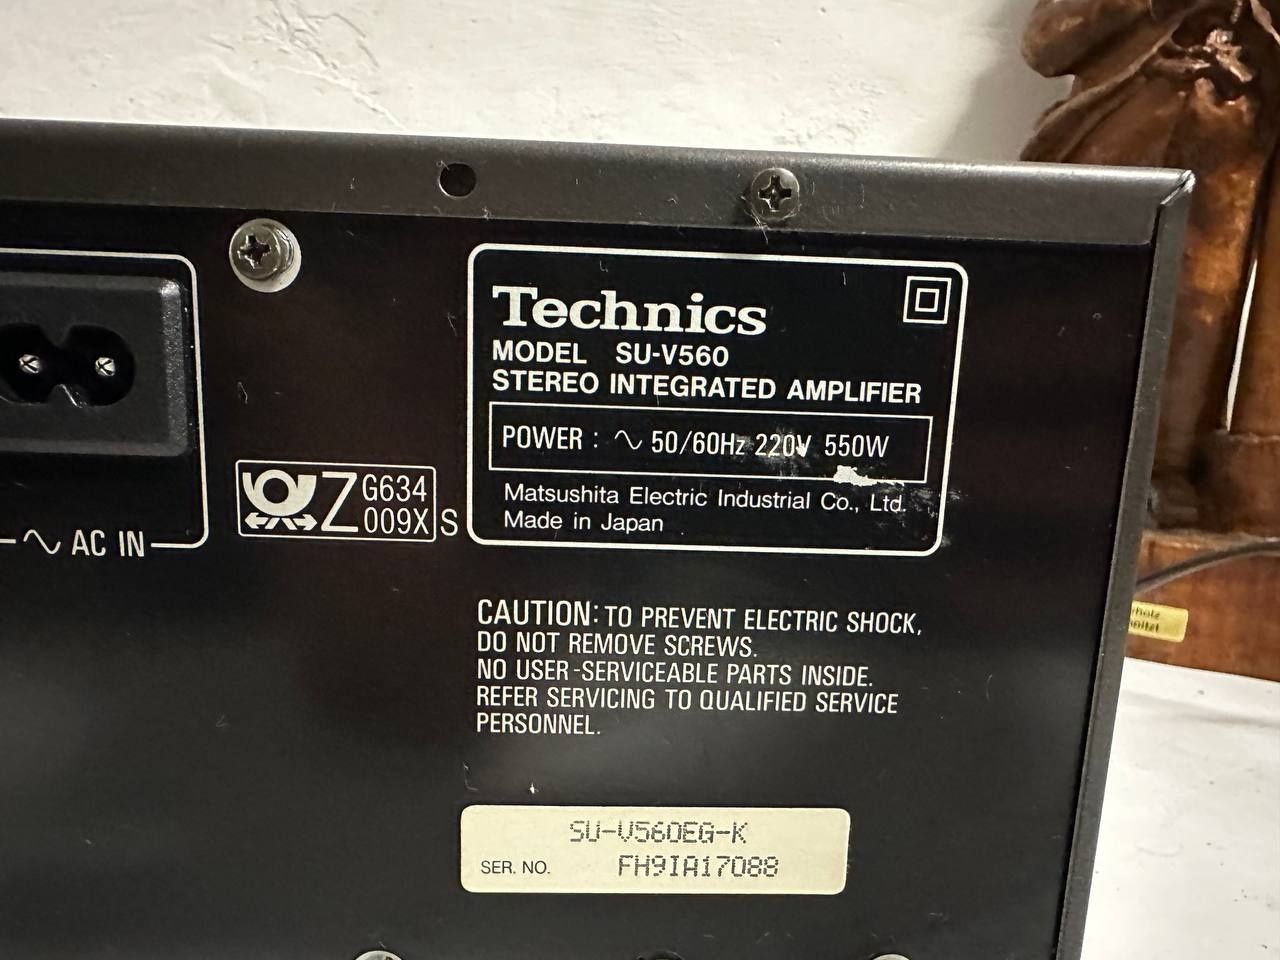 Technics
MODEL SU-V560
STEREO INTEGRATED AMPLIFIER
POWER : ∿ 50/60Hz 220V 550W
Matsushita Electric Industrial Co., Ltd.
Made in Japan
Z G634
009X S
∿ AC IN
CAUTION: TO PREVENT ELECTRIC SHOCK,
DO NOT REMOVE SCREWS.
NO USER-SERVICEABLE PARTS INSIDE.
REFER SERVICING TO QUALIFIED SERVICE
PERSONNEL.
SU-V560EG-K
SER. NO. FH9IA17088